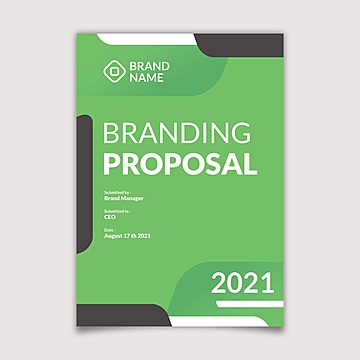 BRAND
NAME
BRANDING
PROPOSAL
Submitted by :
Brand Manager
Submitted to :
CEO
Date :
August 17 th 2021
2021